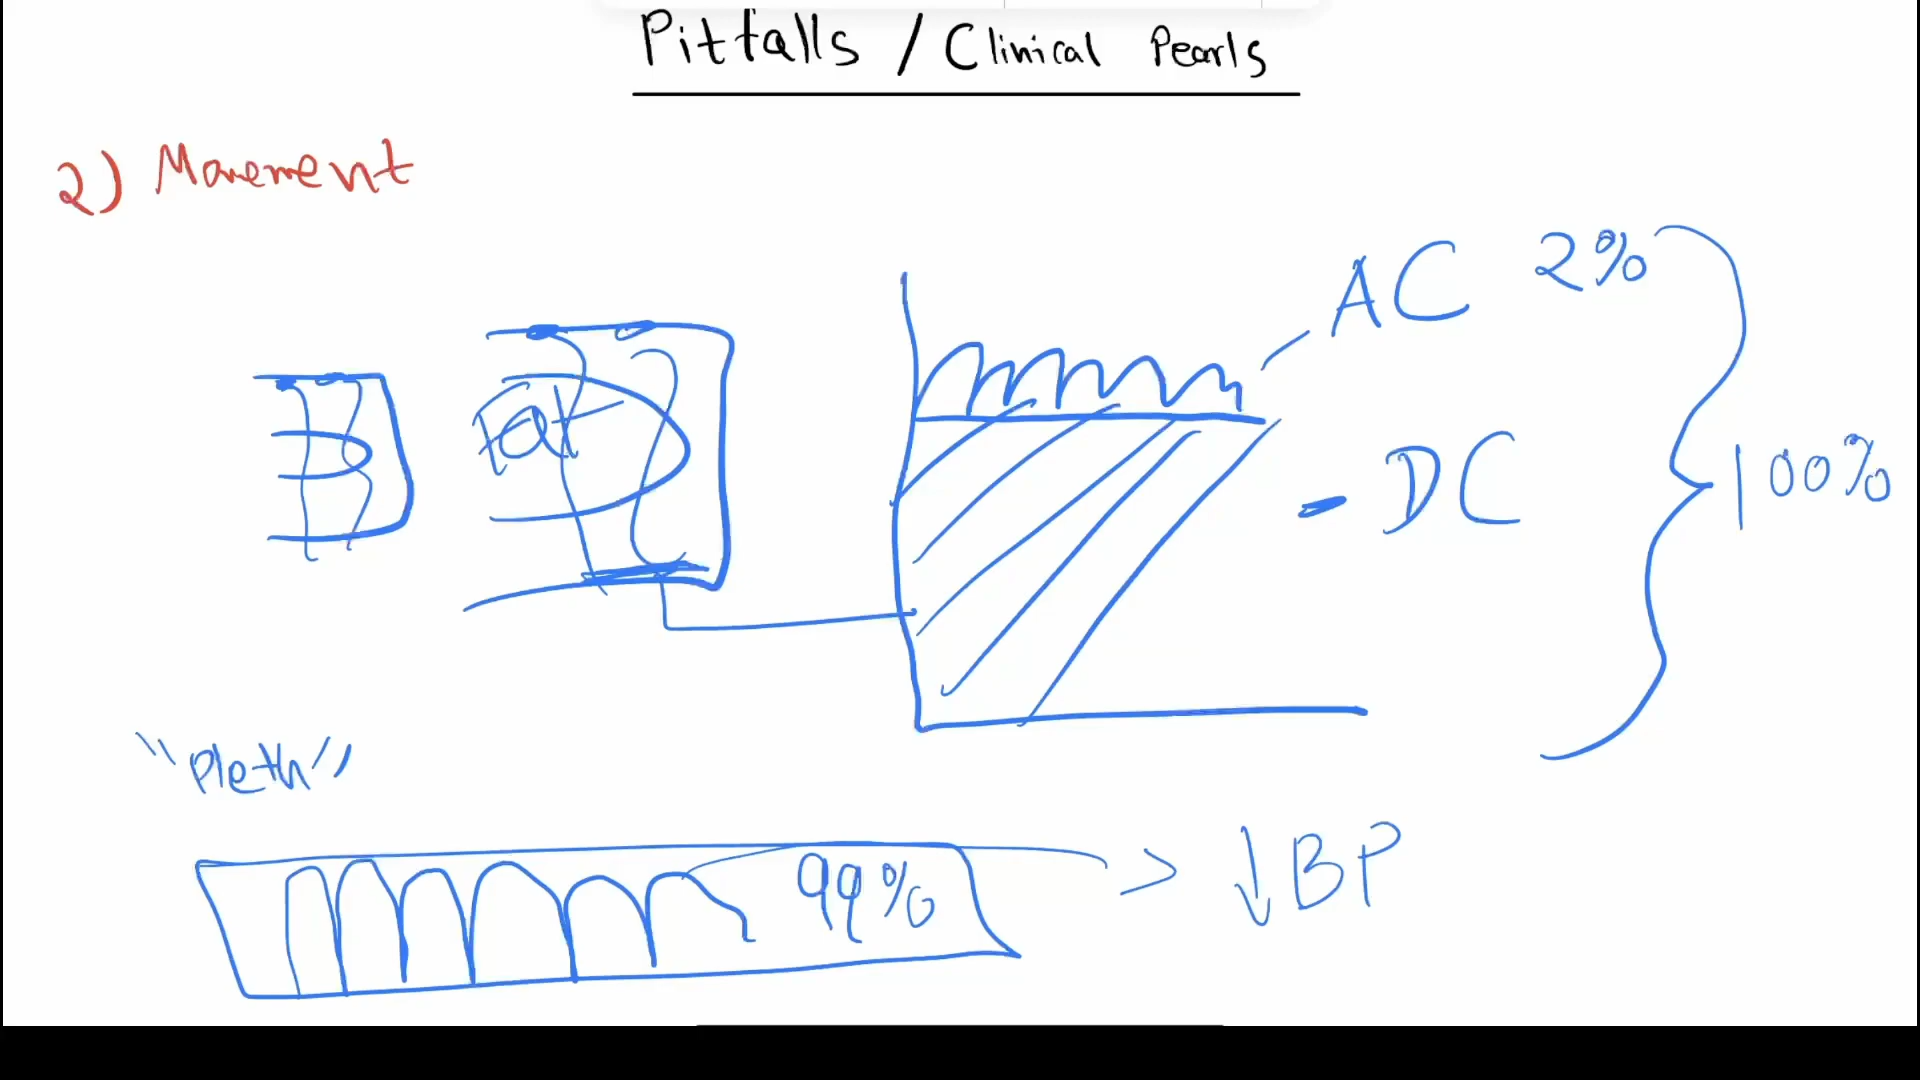 Pitfalls / Clinical Pearls
2) Movement
AC 2%
fat
DC
100%
"Pleth"
99%
> ↓BP